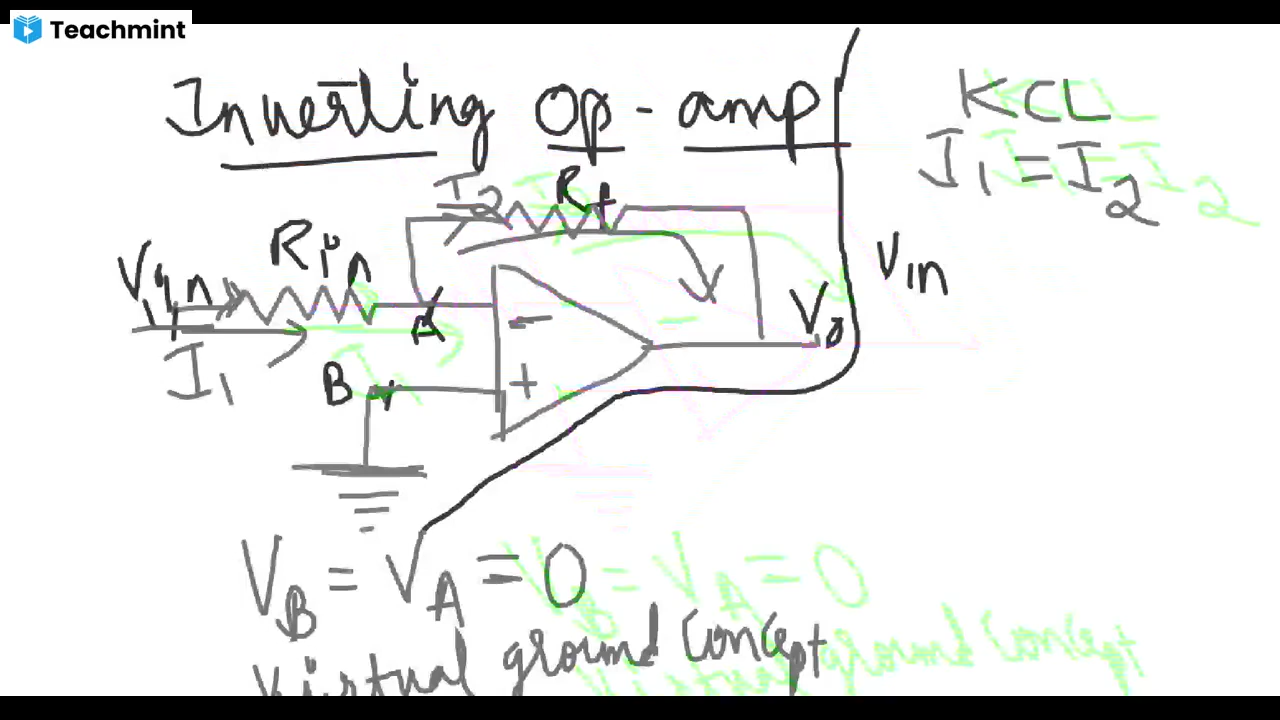 Teachmint
Inverting Op-amp
KCL
I1 = I2
I2
Rf
Rin
Vin
Vin
A
Vo
I1
B
-
+
VB = VA = 0
Virtual ground concept